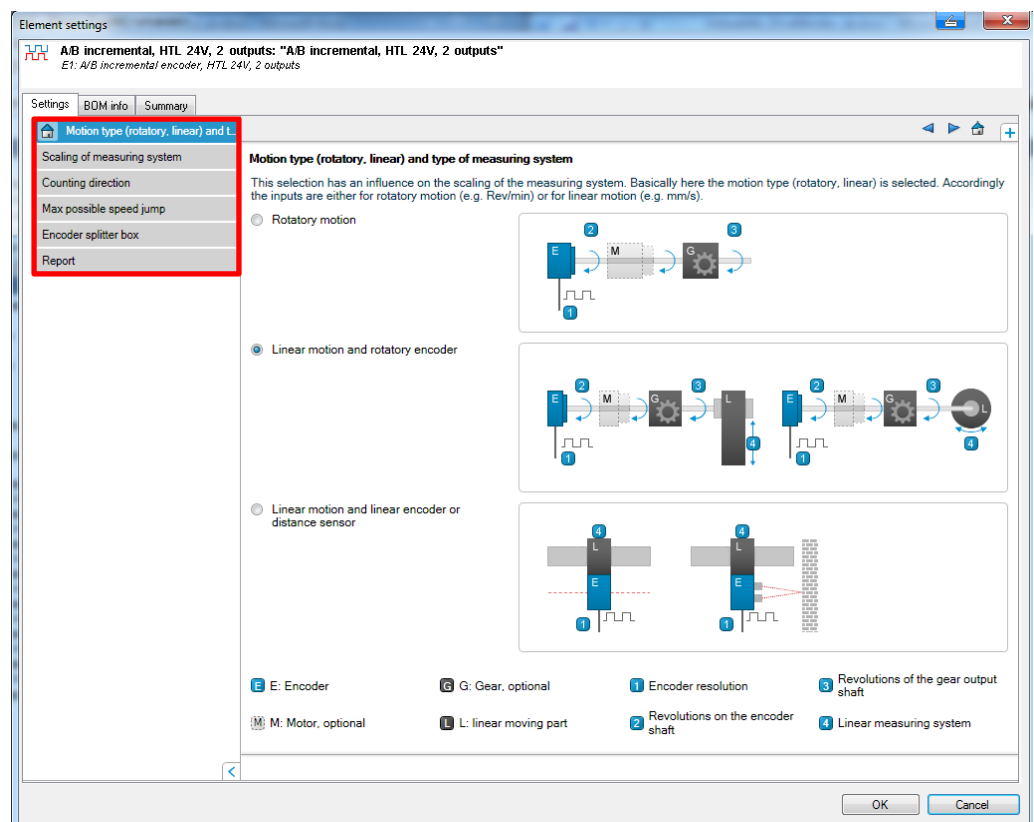 Element settings
A/B incremental, HTL 24V, 2 outputs: "A/B incremental, HTL 24V, 2 outputs"
E1: A/B incremental encoder, HTL 24V, 2 outputs
Settings BOM info Summary
Motion type (rotatory, linear) and t...
Scaling of measuring system
Counting direction
Max possible speed jump
Encoder splitter box
Report
Motion type (rotatory, linear) and type of measuring system
This selection has an influence on the scaling of the measuring system. Basically here the motion type (rotatory, linear) is selected. Accordingly
the inputs are either for rotatory motion (e.g. Rev/min) or for linear motion (e.g. mm/s).
Rotatory motion
2 3
E M G
1
Linear motion and rotatory encoder
2 3 2 3
E M G L E M G L
4 4
1 1
Linear motion and linear encoder or
distance sensor
4 4
L L
E E
1 1
E E: Encoder G G: Gear, optional 1 Encoder resolution 3 Revolutions of the gear output
shaft
M M: Motor, optional L L: linear moving part 2 Revolutions on the encoder
shaft 4 Linear measuring system
OK Cancel